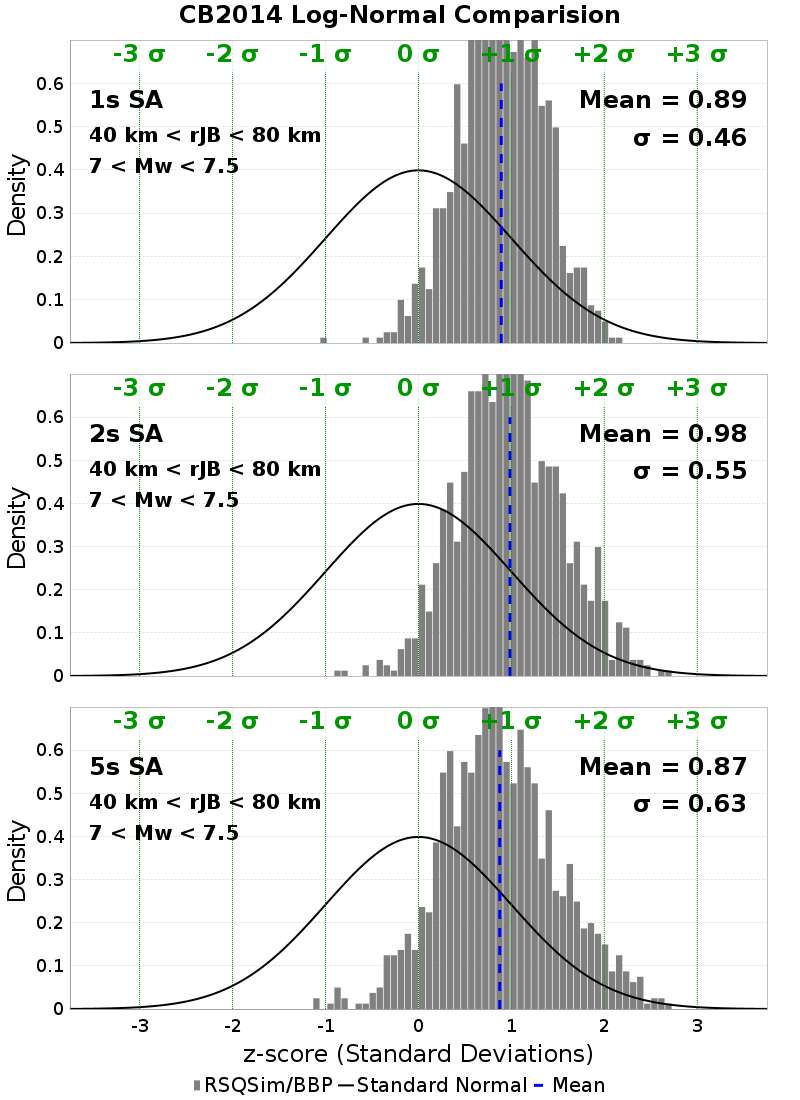 CB2014 Log-Normal Comparision
-3 σ -2 σ -1 σ 0 σ +1 σ +2 σ +3 σ
1s SA
40 km < rJB < 80 km
7 < Mw < 7.5
Mean = 0.89
σ = 0.46
Density
0.6
0.5
0.4
0.3
0.2
0.1
0
-3 σ -2 σ -1 σ 0 σ +1 σ +2 σ +3 σ
2s SA
40 km < rJB < 80 km
7 < Mw < 7.5
Mean = 0.98
σ = 0.55
Density
0.6
0.5
0.4
0.3
0.2
0.1
0
-3 σ -2 σ -1 σ 0 σ +1 σ +2 σ +3 σ
5s SA
40 km < rJB < 80 km
7 < Mw < 7.5
Mean = 0.87
σ = 0.63
Density
0.6
0.5
0.4
0.3
0.2
0.1
0
-3 -2 -1 0 1 2 3
z-score (Standard Deviations)
RSQSim/BBP Standard Normal Mean